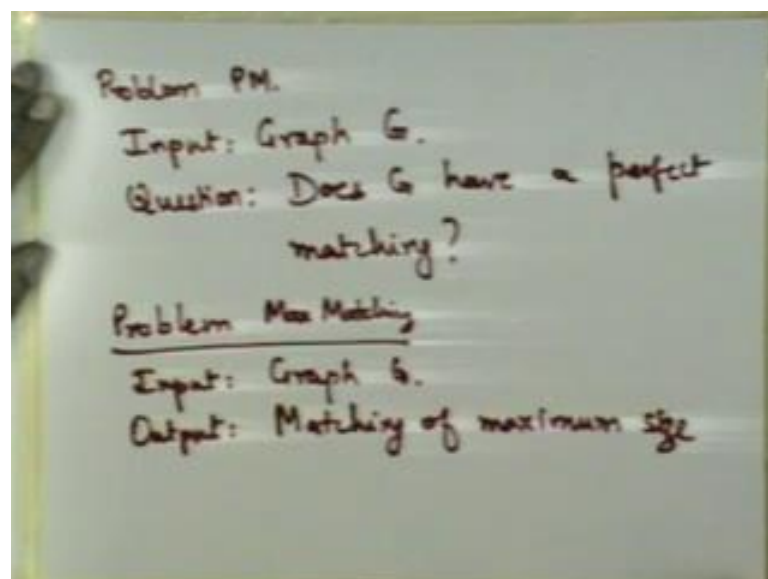 Problem PM.
Input: Graph G.
Question: Does G have a perfect
matching?
Problem Max Matching
Input: Graph G.
Output: Matching of maximum size